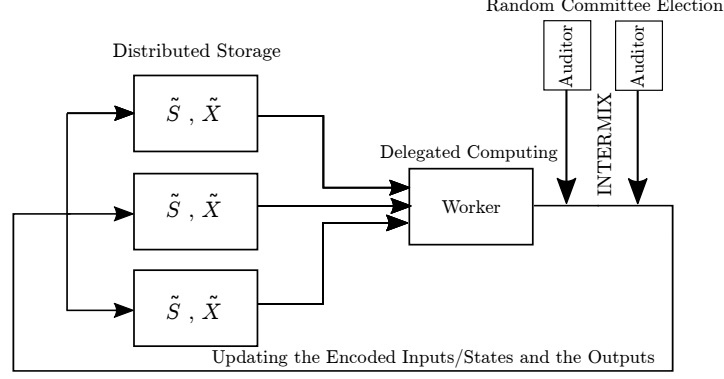 Random Committee Election
Distributed Storage
Auditor
Auditor
S̃ , X̃
INTERMIX
Delegated Computing
S̃ , X̃
Worker
S̃ , X̃
Updating the Encoded Inputs/States and the Outputs